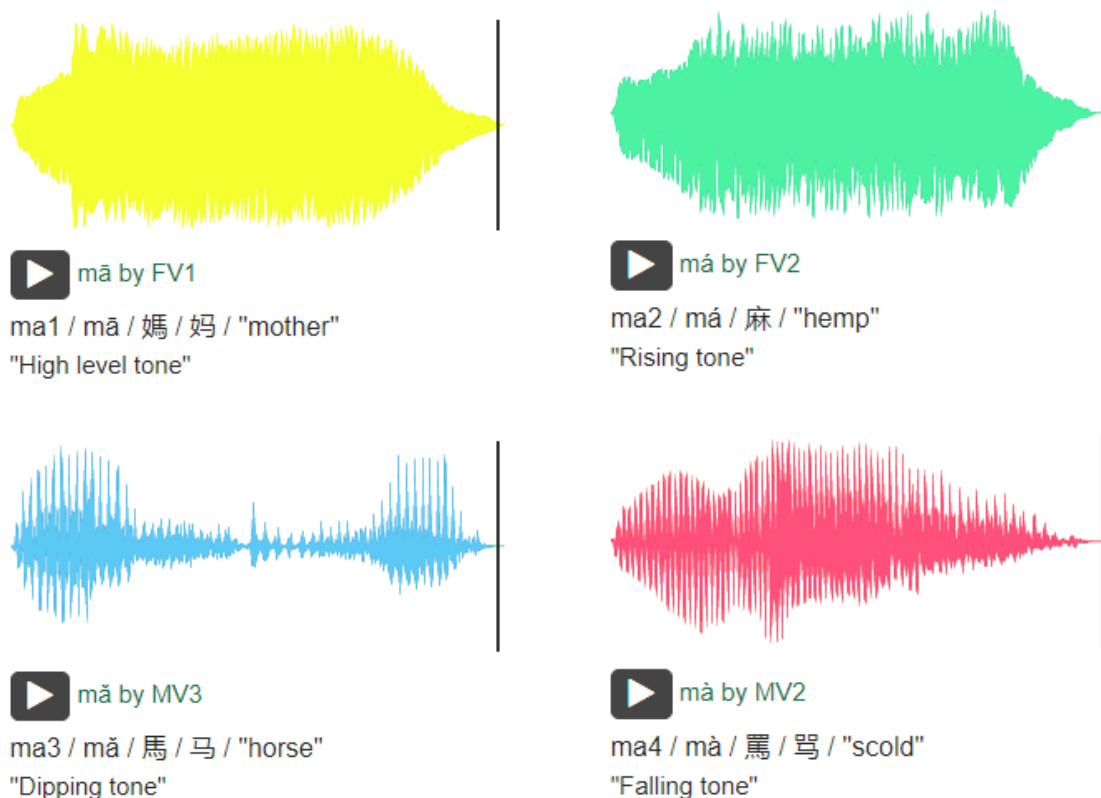 mā by FV1
ma1 / mā / 媽 / 妈 / "mother"
"High level tone"
má by FV2
ma2 / má / 麻 / "hemp"
"Rising tone"
mă by MV3
ma3 / mă / 馬 / 马 / "horse"
"Dipping tone"
mà by MV2
ma4 / mà / 罵 / 骂 / "scold"
"Falling tone"